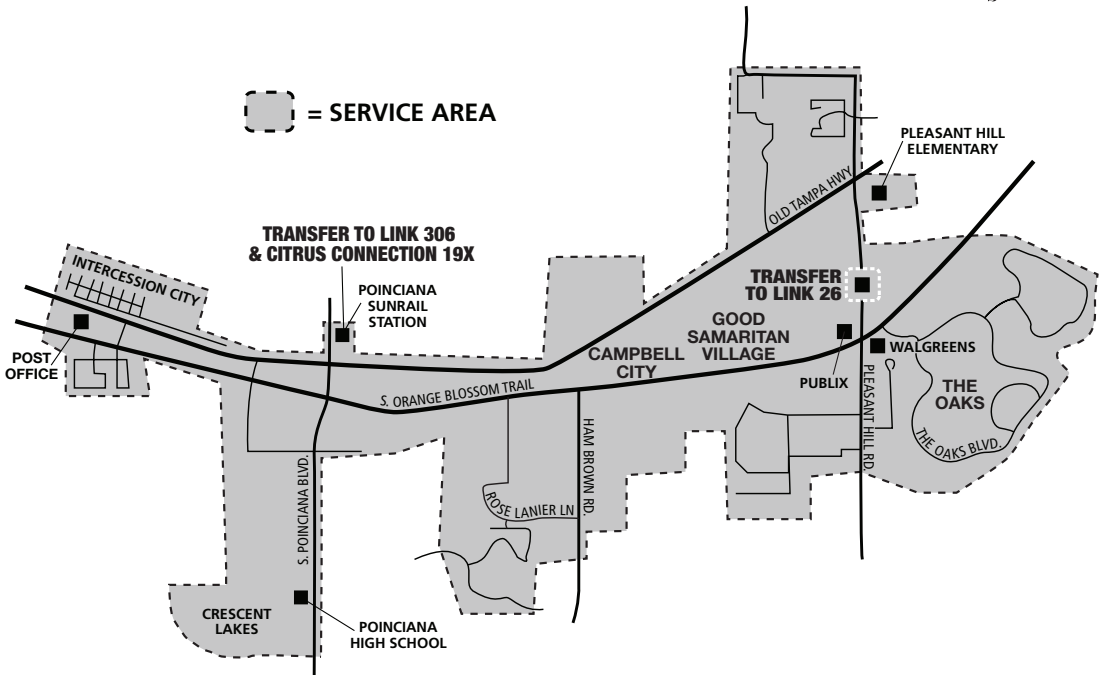 = SERVICE AREA
PLEASANT HILL
ELEMENTARY
OLD TAMPA HWY
TRANSFER TO LINK 306
& CITRUS CONNECTION 19X
INTERCESSION CITY
POINCIANA
SUNRAIL
STATION
TRANSFER
TO LINK 26
GOOD
SAMARITAN
VILLAGE
CAMPBELL
CITY
WALGREENS
POST
OFFICE
PUBLIX
THE
OAKS
S. ORANGE BLOSSOM TRAIL
PLEASANT HILL RD.
THE OAKS BLVD.
HAM BROWN RD.
S. POINCIANA BLVD.
ROSE LANIER LN
CRESCENT
LAKES
POINCIANA
HIGH SCHOOL